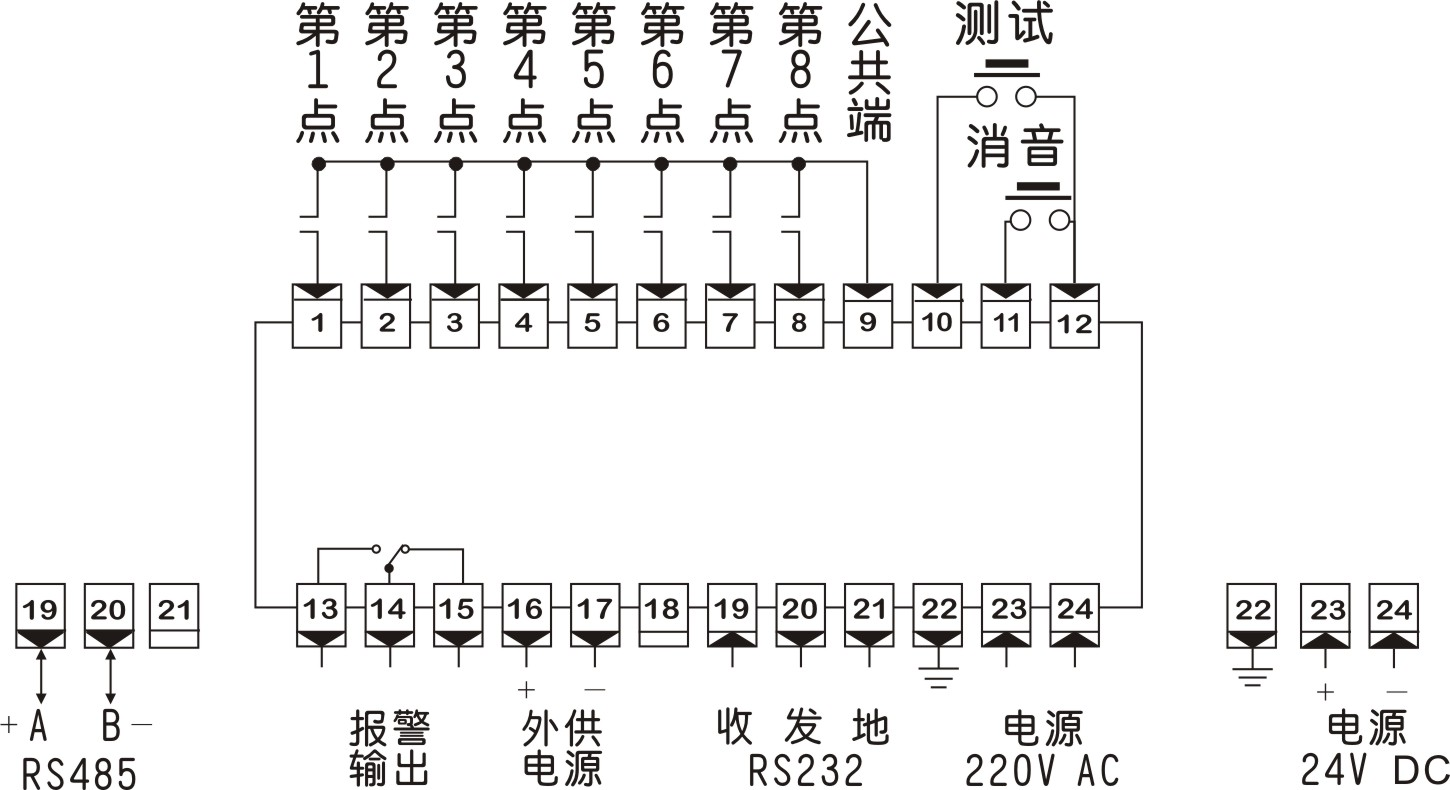 第1点 第2点 第3点 第4点 第5点 第6点 第7点 第8点 公共端
测试
消音
1 2 3 4 5 6 7 8 9 10 11 12
19 20 21
13 14 15 16 17 18 19 20 21 22 23 24
22 23 24
+ −
+ −
+ A B −
RS485
报警
输出
外供
电源
收 发 地
RS232
电源
220V AC
电源
24V DC